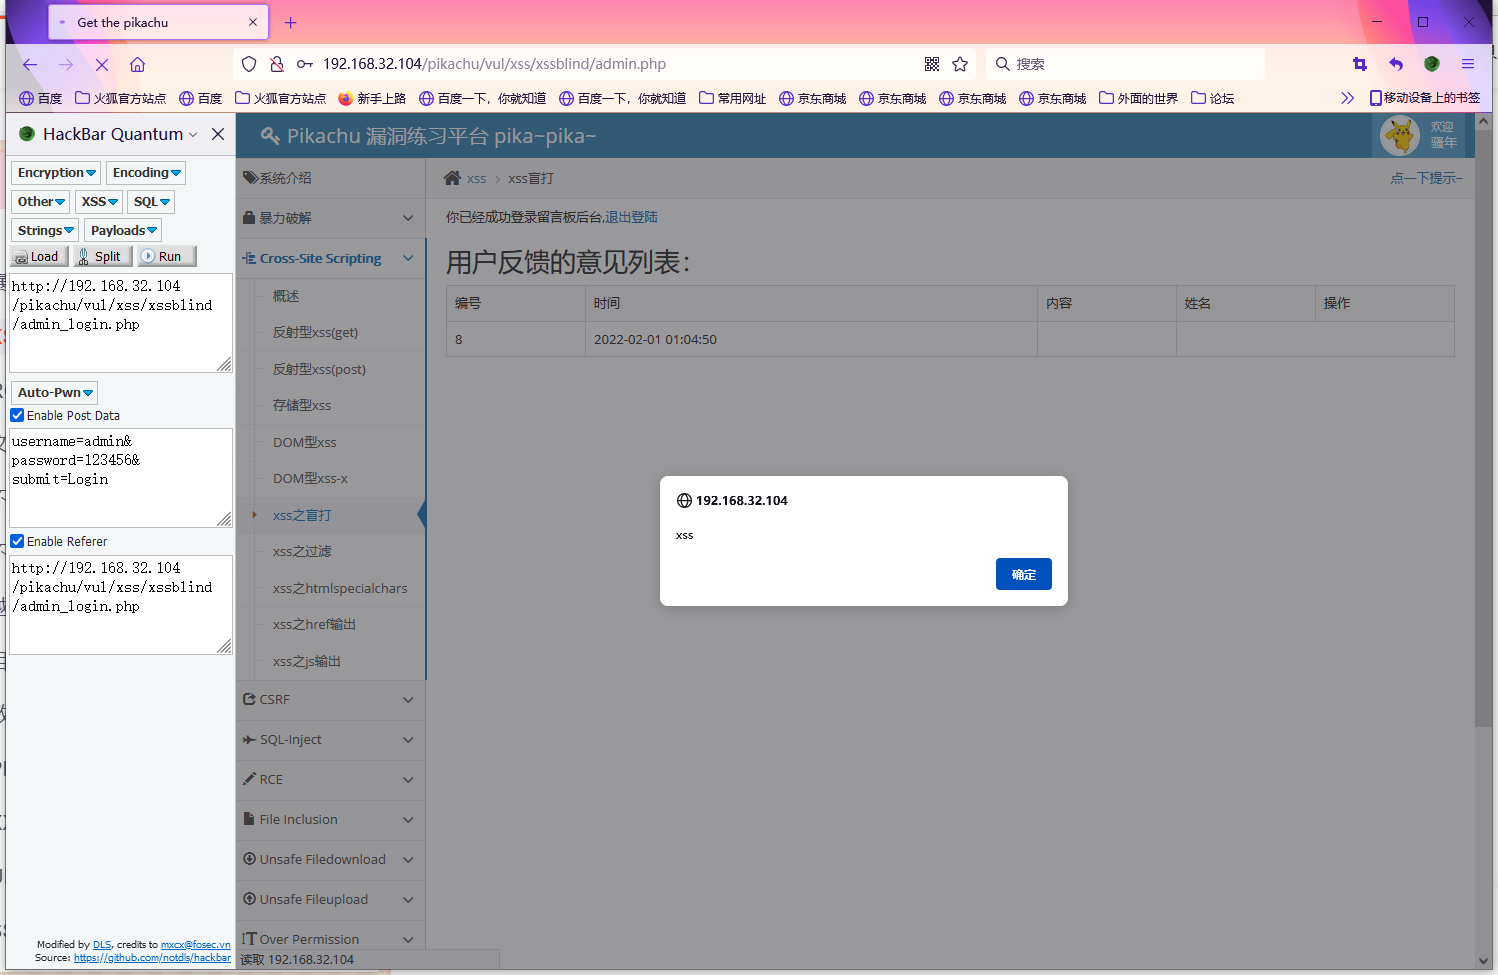 Get the pikachu
192.168.32.104/pikachu/vul/xss/xssblind/admin.php
搜索
百度 火狐官方站点 百度 火狐官方站点 新手上路 百度一下，你就知道 百度一下，你就知道 常用网址 京东商城 京东商城 京东商城 京东商城 外面的世界 论坛 移动设备上的书签
HackBar Quantum
Encryption Encoding
Other XSS SQL
Strings Payloads
Load Split Run
http://192.168.32.104
/pikachu/vul/xss/xssblind
/admin_login.php
Auto-Pwn
Enable Post Data
username=admin&
password=123456&
submit=Login
Enable Referer
http://192.168.32.104
/pikachu/vul/xss/xssblind
/admin_login.php
Modified by DLS, credits to mxcx@fosec.vn
Source: https://github.com/notdls/hackbar
Pikachu 漏洞练习平台 pika~pika~
欢迎
骚年
系统介绍
暴力破解
Cross-Site Scripting
概述
反射型xss(get)
反射型xss(post)
存储型xss
DOM型xss
DOM型xss-x
xss之盲打
xss之过滤
xss之htmlspecialchars
xss之href输出
xss之js输出
CSRF
SQL-Inject
RCE
File Inclusion
Unsafe Filedownload
Unsafe Fileupload
Over Permission
读取 192.168.32.104
xss xss盲打
点一下提示~
你已经成功登录留言板后台,退出登陆
用户反馈的意见列表：
编号 时间 内容 姓名 操作
8 2022-02-01 01:04:50
192.168.32.104
xss
确定